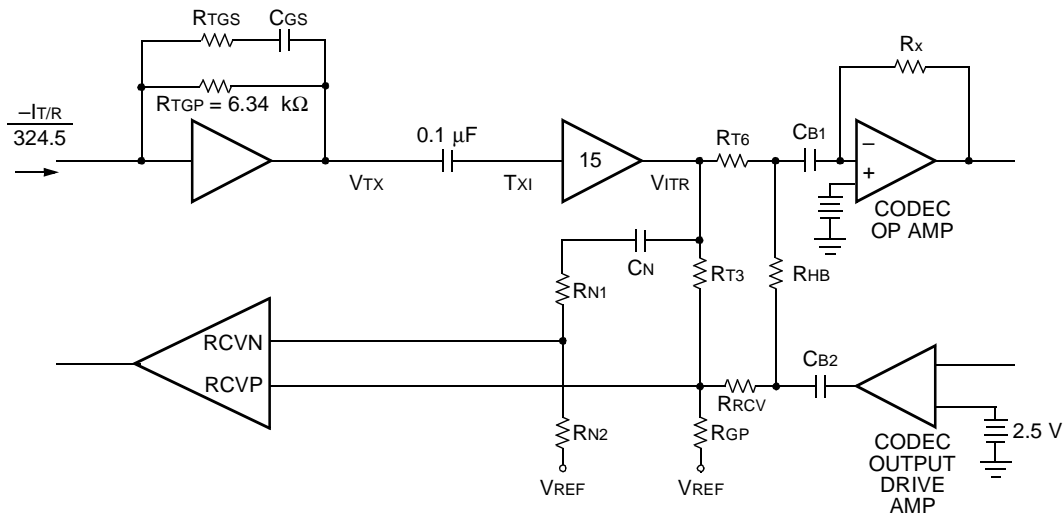 RTGS
CGS
RTGP = 6.34 kΩ
–IT/R
324.5
VTX
0.1 μF
TXI
15
VITR
RT6
CB1
Rx
−
+
CODEC
OP AMP
CN
RN1
RT3
RHB
RCVN
RCVP
RN2
VREF
RRCV
RGP
VREF
CB2
CODEC
OUTPUT
DRIVE
AMP
2.5 V